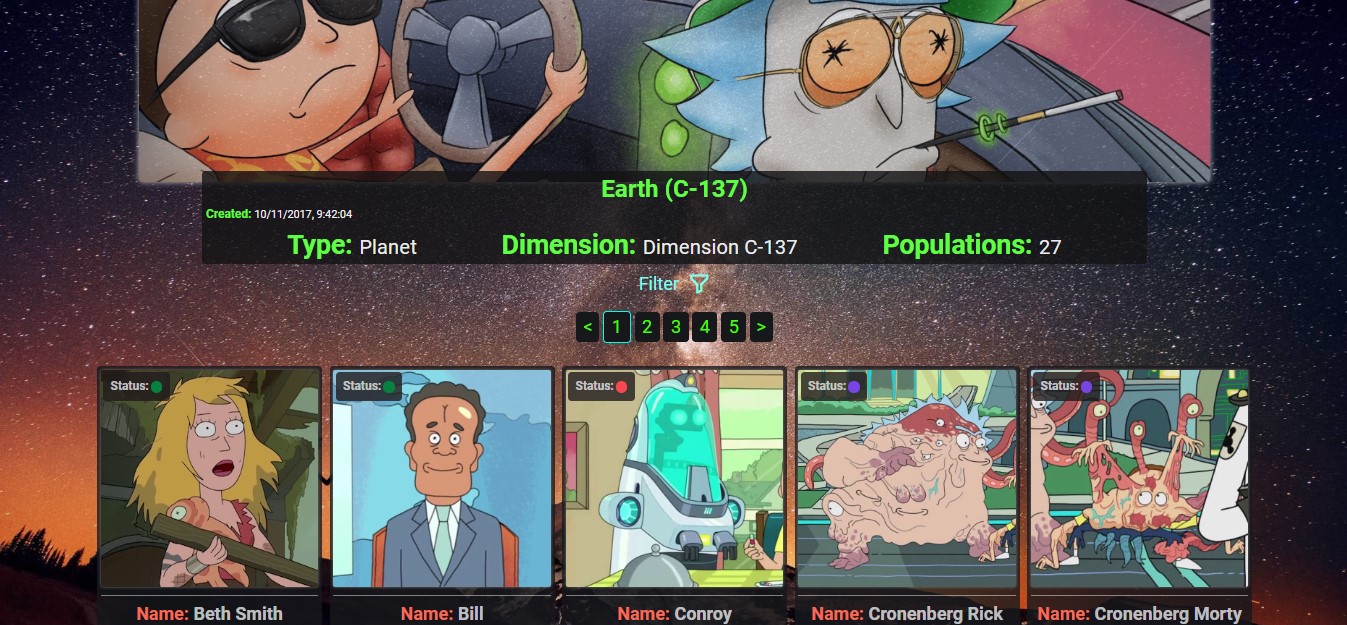 Earth (C-137)
Created: 10/11/2017, 9:42:04
Type: Planet Dimension: Dimension C-137 Populations: 27
Filter
< 1 2 3 4 5 >
Status: Status: Status: Status: Status:
Name: Beth Smith Name: Bill Name: Conroy Name: Cronenberg Rick Name: Cronenberg Morty